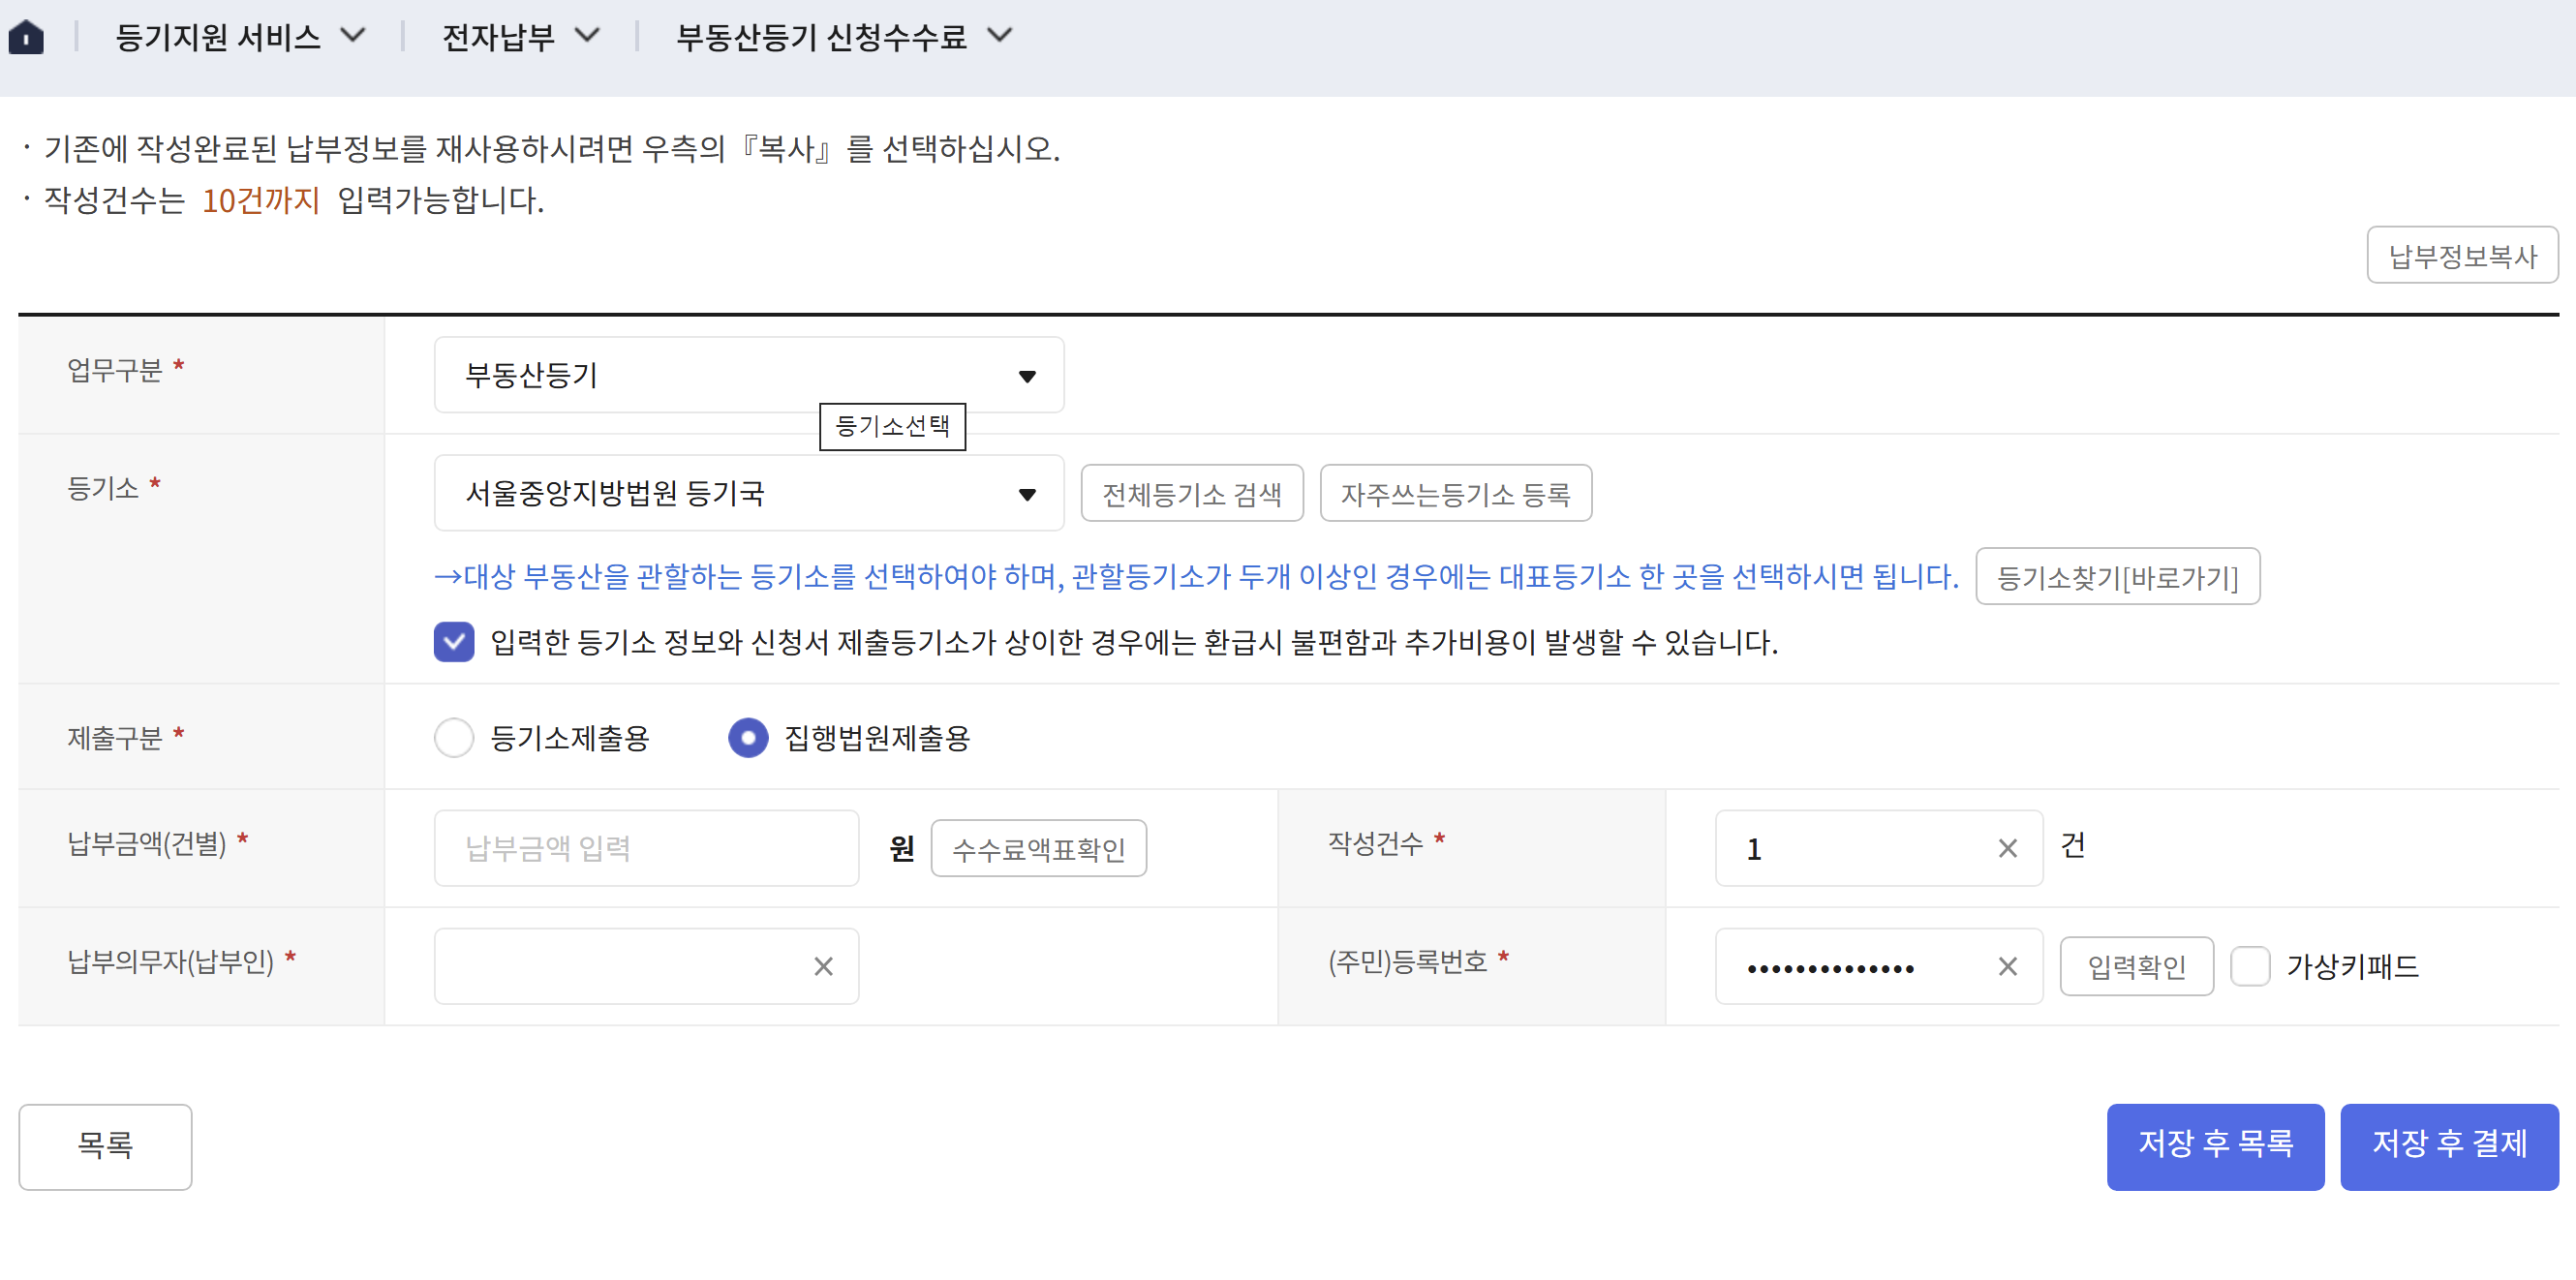 등기지원 서비스 전자납부 부동산등기 신청수수료
· 기존에 작성완료된 납부정보를 재사용하시려면 우측의『복사』를 선택하십시오.
· 작성건수는 10건까지 입력가능합니다.
납부정보복사
업무구분 * 부동산등기
등기소선택
등기소 * 서울중앙지방법원 등기국 전체등기소 검색 자주쓰는등기소 등록
→대상 부동산을 관할하는 등기소를 선택하여야 하며, 관할등기소가 두개 이상인 경우에는 대표등기소 한 곳을 선택하시면 됩니다. 등기소찾기[바로가기]
입력한 등기소 정보와 신청서 제출등기소가 상이한 경우에는 환급시 불편함과 추가비용이 발생할 수 있습니다.
제출구분 * 등기소제출용 집행법원제출용
납부금액(건별) * 납부금액 입력 원 수수료액표확인 작성건수 * 1 건
납부의무자(납부인) * (주민)등록번호 * •••••••••••••• 입력확인 가상키패드
목록 저장 후 목록 저장 후 결제